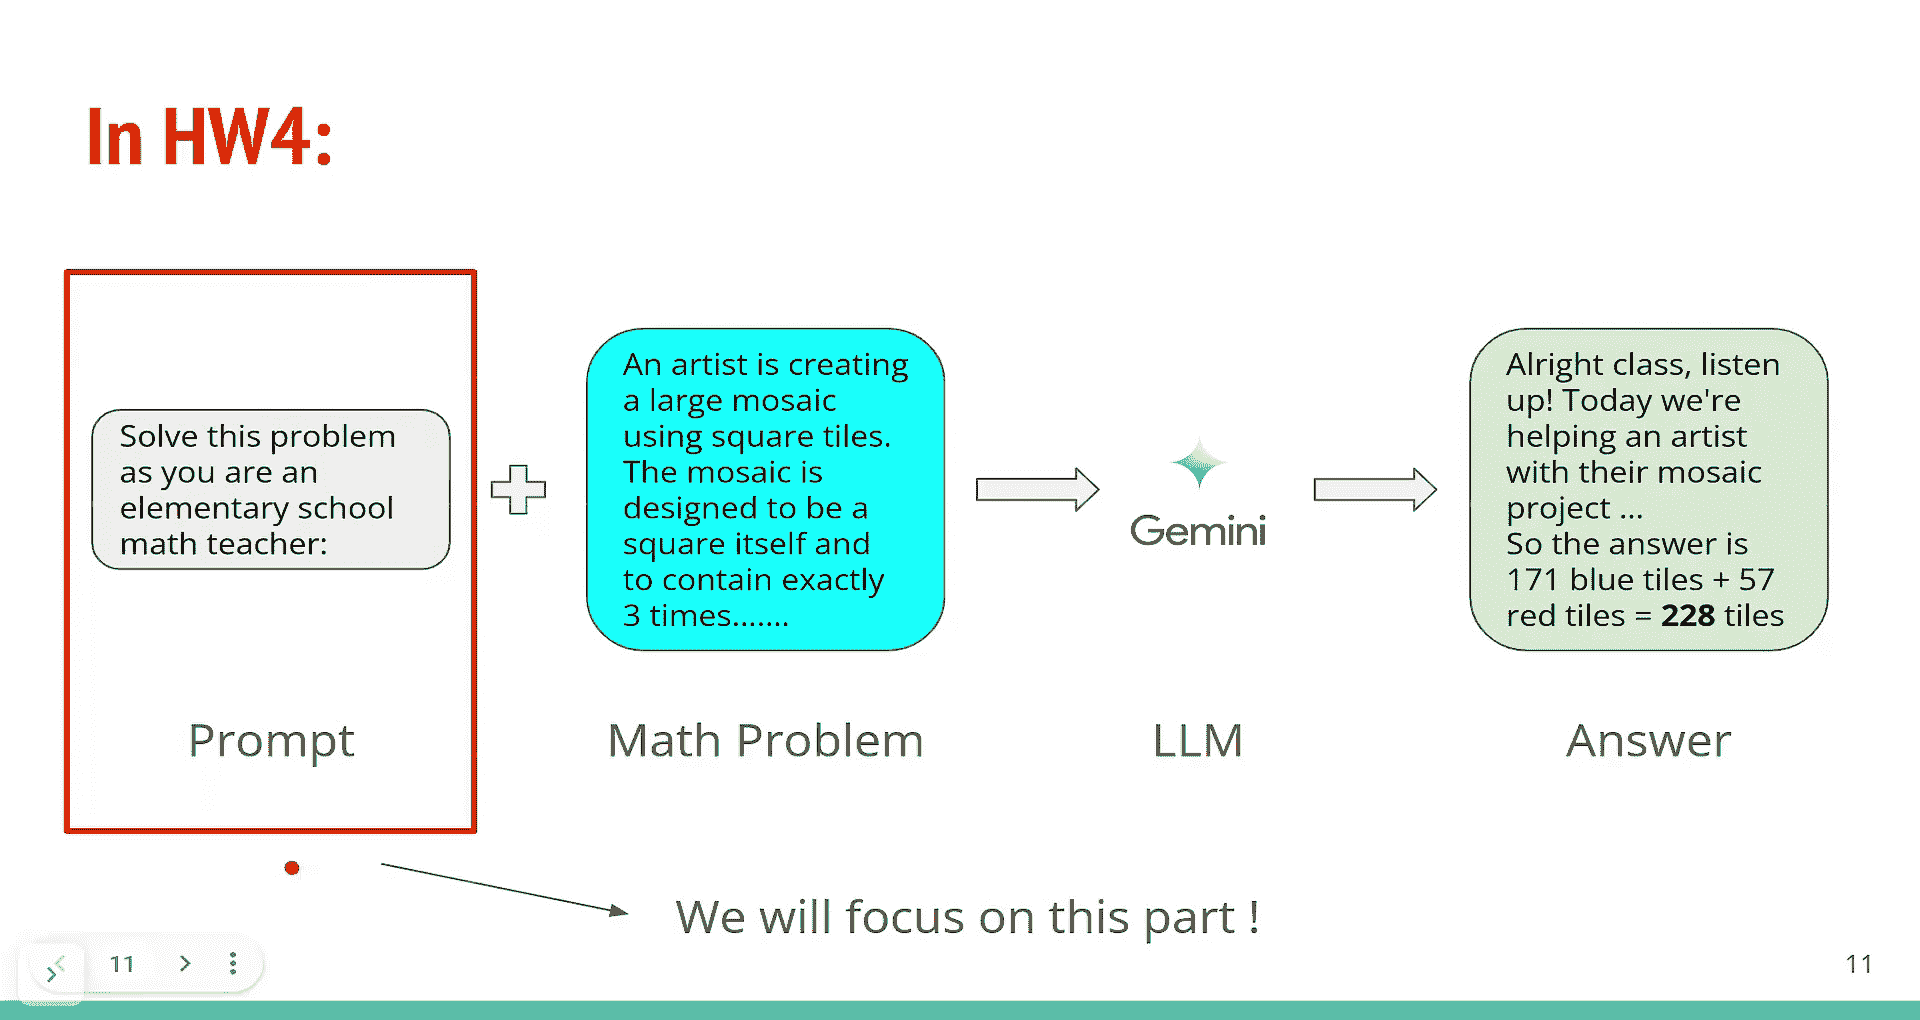 In HW4:
Solve this problem
as you are an
elementary school
math teacher:
An artist is creating
a large mosaic
using square tiles.
The mosaic is
designed to be a
square itself and
to contain exactly
3 times.......
Gemini
Alright class, listen
up! Today we're
helping an artist
with their mosaic
project ...
So the answer is
171 blue tiles + 57
red tiles = 228 tiles
Prompt
Math Problem
LLM
Answer
We will focus on this part !
11
11